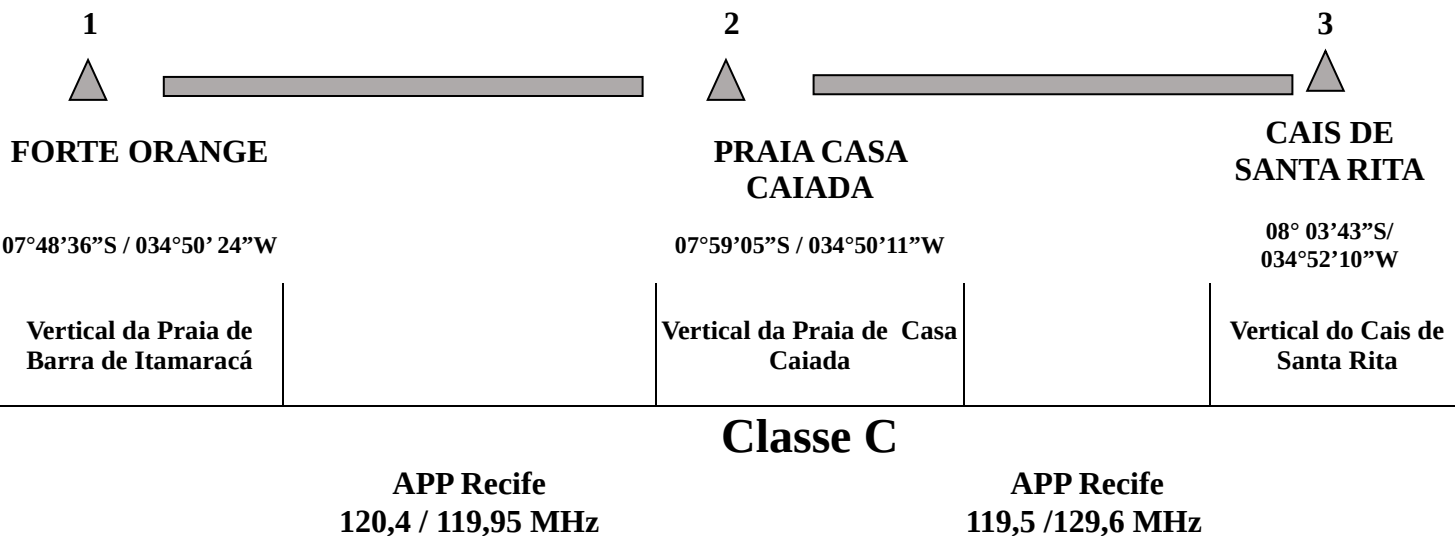 1
2
3
FORTE ORANGE
PRAIA CASA
CAIADA
CAIS DE
SANTA RITA
07°48’36”S / 034°50’ 24”W
07°59’05”S / 034°50’11”W
08° 03’43”S/
034°52’10”W
Vertical da Praia de
Barra de Itamaracá
Vertical da Praia de  Casa
Caiada
Vertical do Cais de
Santa Rita
Classe C
APP Recife
120,4 / 119,95 MHz
APP Recife
119,5 /129,6 MHz